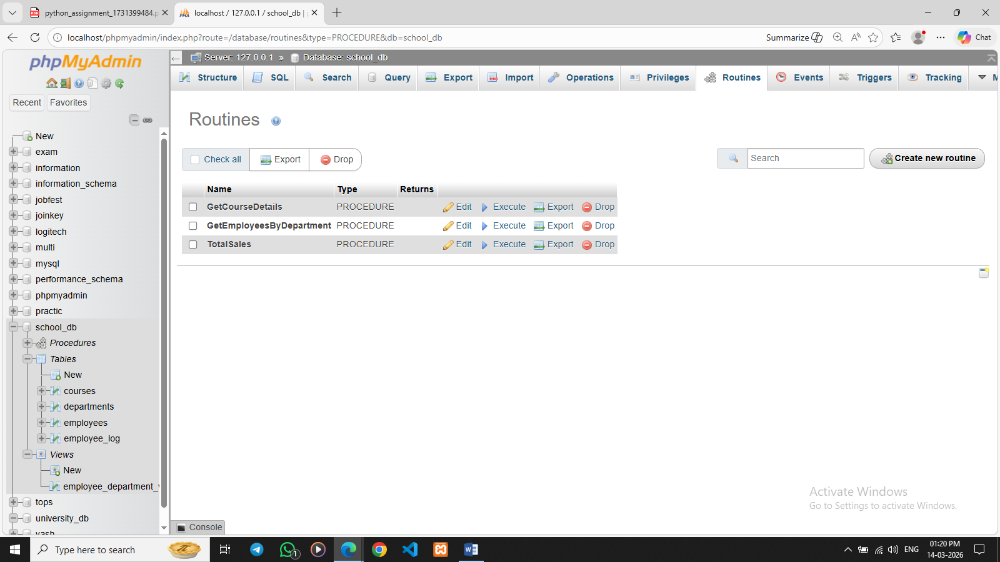 python_assignment_1731399484.p
localhost / 127.0.0.1 / school_db |
localhost/phpmyadmin/index.php?route=/database/routines&type=PROCEDURE&db=school_db
Summarize
Chat
phpMyAdmin
Recent
Favorites
New
exam
information
information_schema
jobfest
joinkey
logitech
multi
mysql
performance_schema
phpmyadmin
practic
school_db
Procedures
Tables
New
courses
departments
employees
employee_log
Views
New
employee_department_
tops
university_db
yash
Server: 127.0.0.1 » Database: school_db
Structure
SQL
Search
Query
Export
Import
Operations
Privileges
Routines
Events
Triggers
Tracking
Routines
Check all
Export
Drop
Search
Create new routine
Name Type Returns
GetCourseDetails PROCEDURE Edit Execute Export Drop
GetEmployeesByDepartment PROCEDURE Edit Execute Export Drop
TotalSales PROCEDURE Edit Execute Export Drop
Activate Windows
Go to Settings to activate Windows.
Console
Type here to search
1
ENG
01:20 PM
14-03-2026